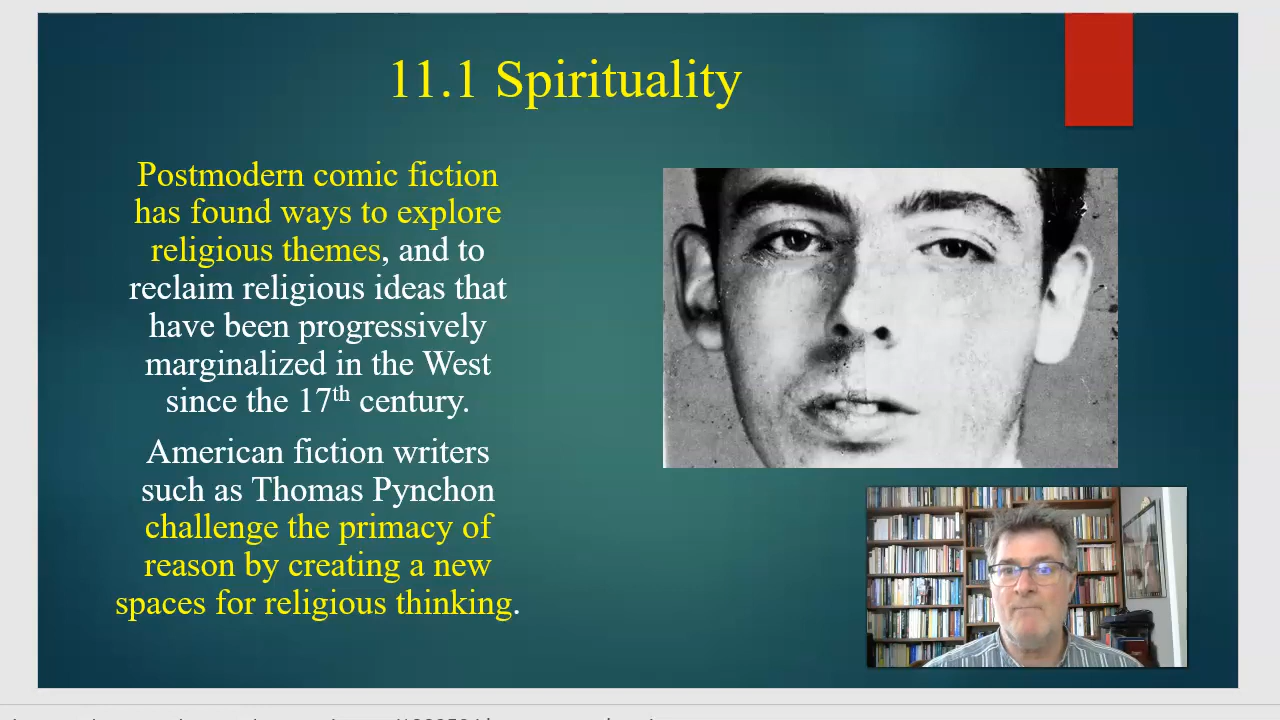 11.1 Spirituality
Postmodern comic fiction
has found ways to explore
religious themes, and to
reclaim religious ideas that
have been progressively
marginalized in the West
since the 17th century.
American fiction writers
such as Thomas Pynchon
challenge the primacy of
reason by creating a new
spaces for religious thinking.